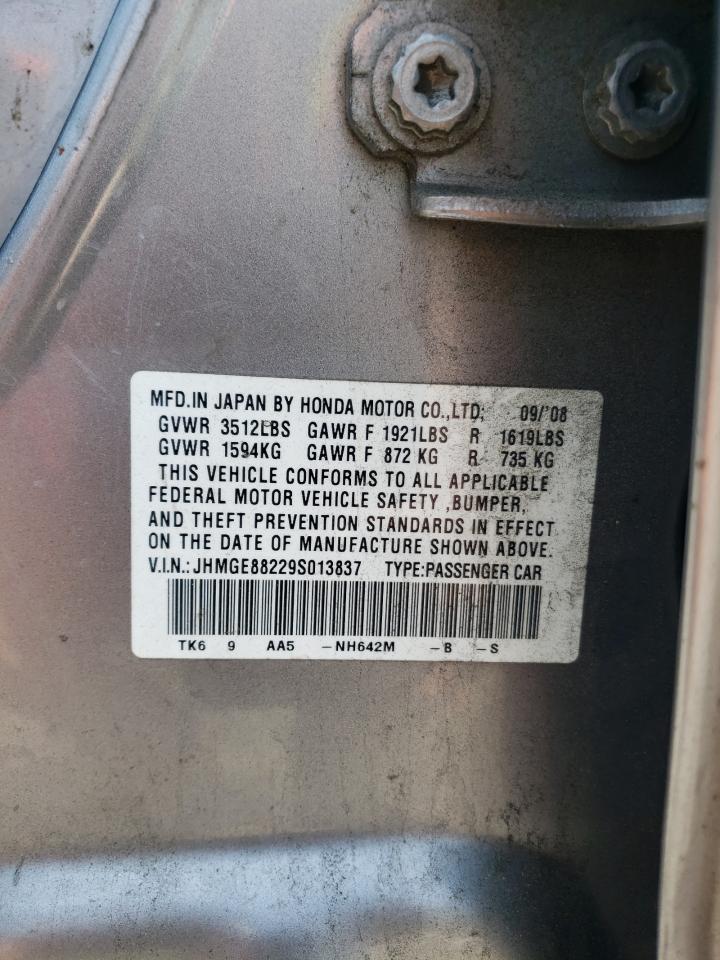 MFD.IN JAPAN BY HONDA MOTOR CO.,LTD; 09/'08
GVWR 3512LBS GAWR F 1921LBS R 1619LBS
GVWR 1594KG GAWR F 872 KG R 735 KG
THIS VEHICLE CONFORMS TO ALL APPLICABLE
FEDERAL MOTOR VEHICLE SAFETY ,BUMPER,
AND THEFT PREVENTION STANDARDS IN EFFECT
ON THE DATE OF MANUFACTURE SHOWN ABOVE.
V.I.N.: JHMGE88229S013837 TYPE:PASSENGER CAR
TK6 9 AA5 -NH642M -B -S